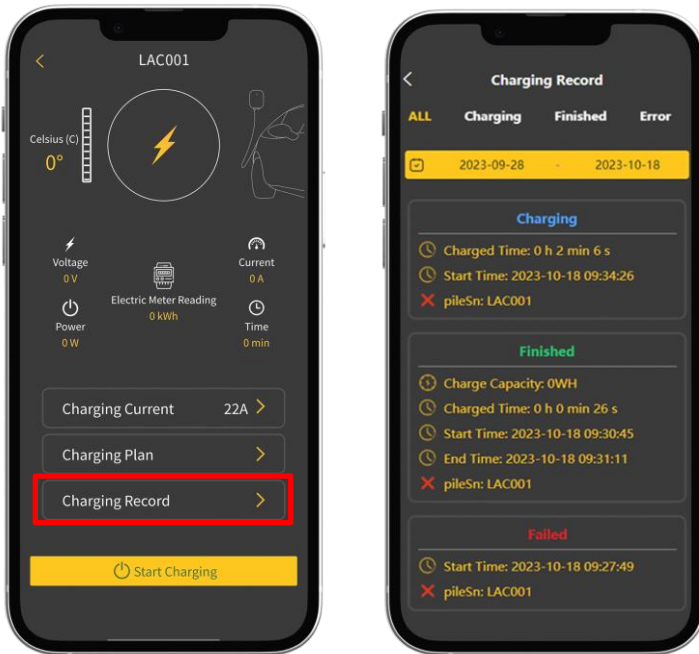 LAC001
Celsius (C)
0°
Voltage
0 V
Current
0 A
Electric Meter Reading
0 kWh
Power
0 W
Time
0 min
Charging Current 22A
Charging Plan
Charging Record
Start Charging
Charging Record
ALL Charging Finished Error
2023-09-28 - 2023-10-18
Charging
Charged Time: 0 h 2 min 6 s
Start Time: 2023-10-18 09:34:26
pileSn: LAC001
Finished
Charge Capacity: 0WH
Charged Time: 0 h 0 min 26 s
Start Time: 2023-10-18 09:30:45
End Time: 2023-10-18 09:31:11
pileSn: LAC001
Failed
Start Time: 2023-10-18 09:27:49
pileSn: LAC001